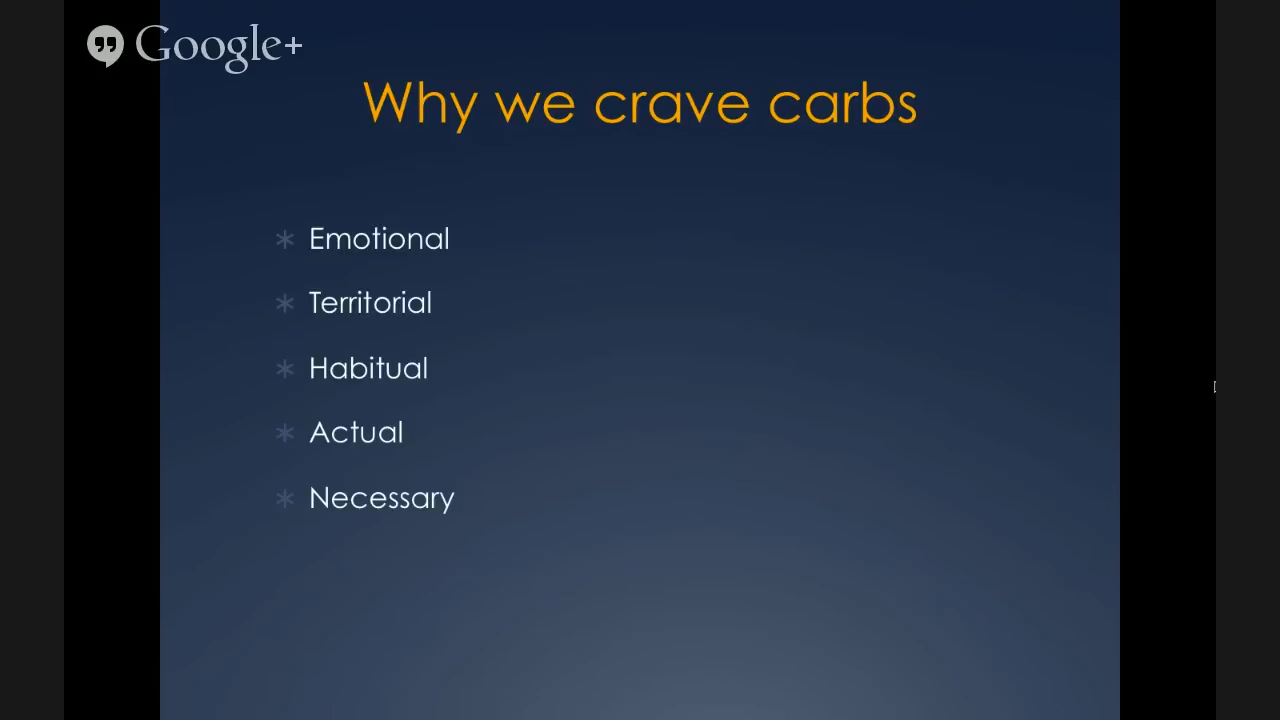 Google+
Why we crave carbs
Emotional
Territorial
Habitual
Actual
Necessary